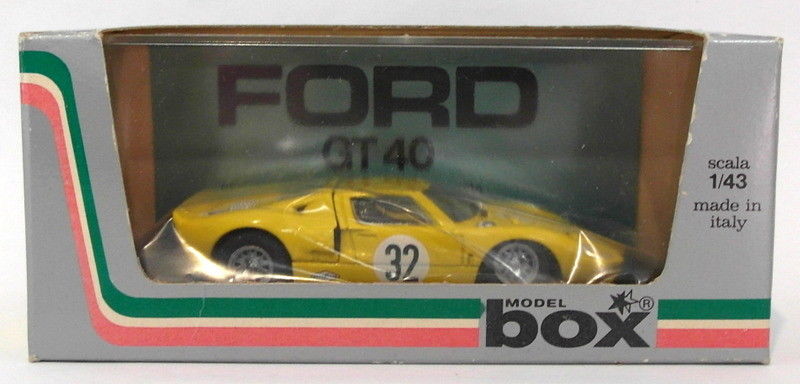 FORD
GT 40
scala
1/43
made in
italy
32
MODEL
box ®